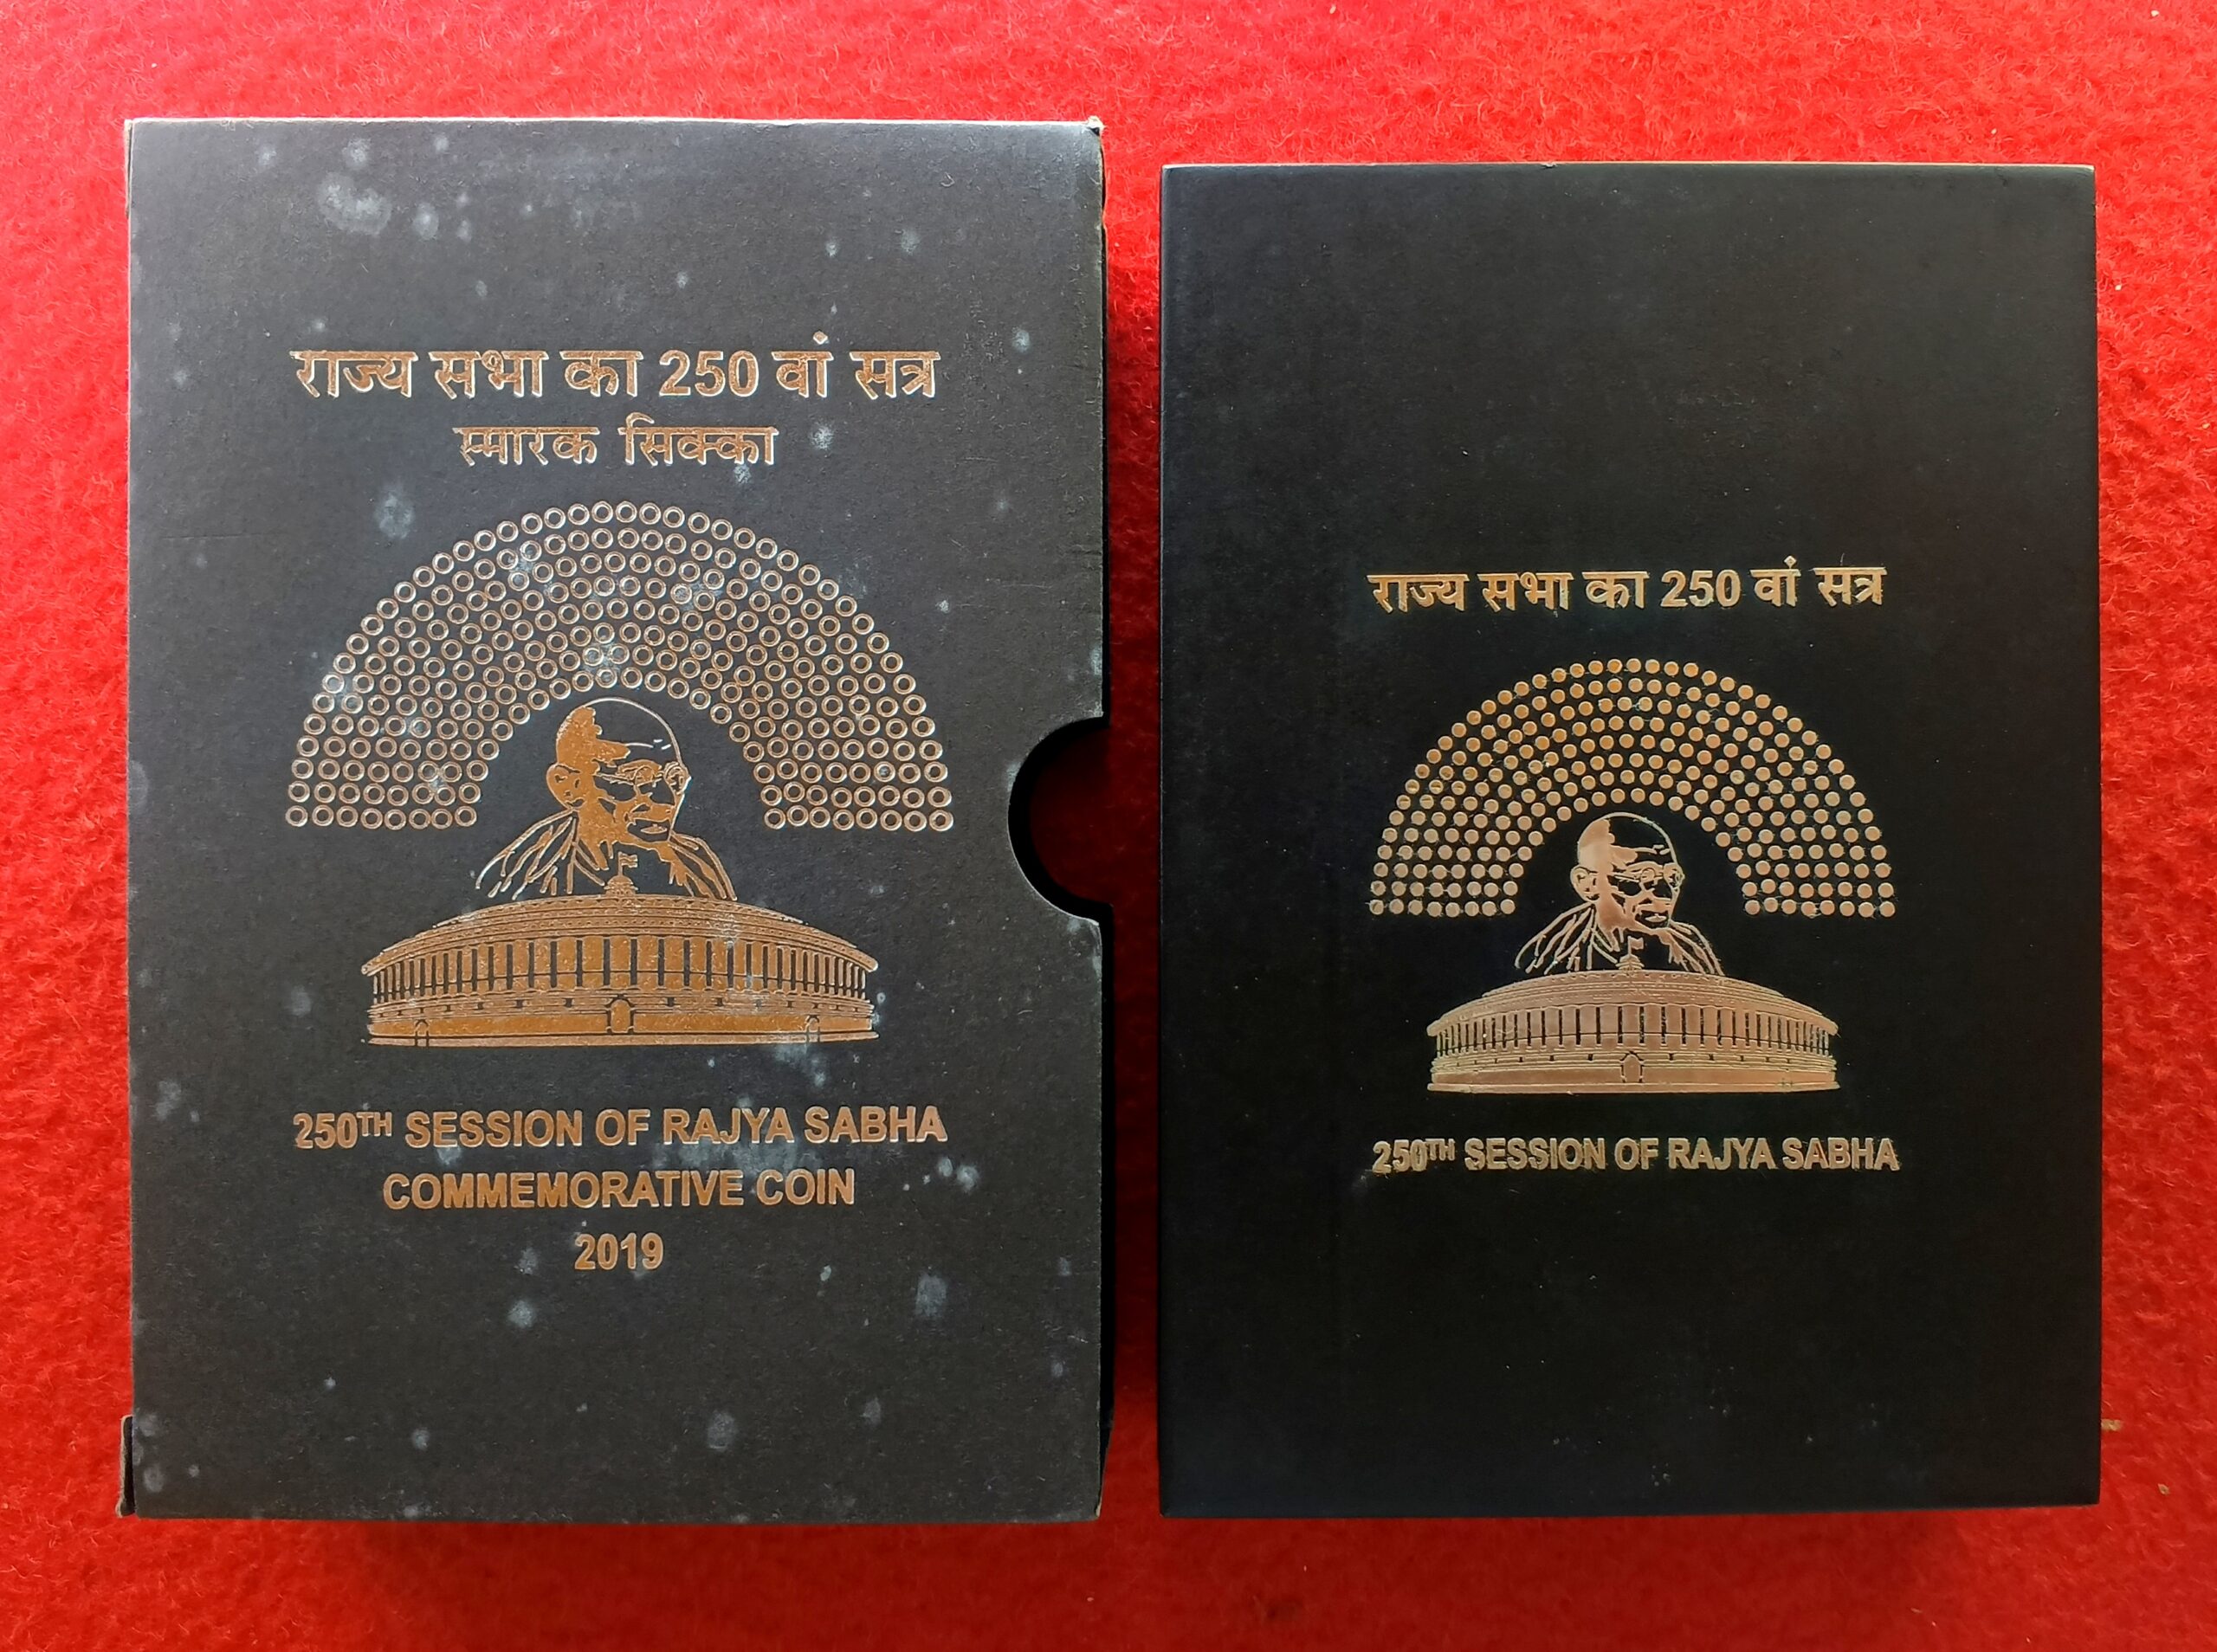 राज्य सभा का 250 वां सत्र
स्मारक सिक्का
250TH SESSION OF RAJYA SABHA
COMMEMORATIVE COIN
2019
राज्य सभा का 250 वां सत्र
250TH SESSION OF RAJYA SABHA